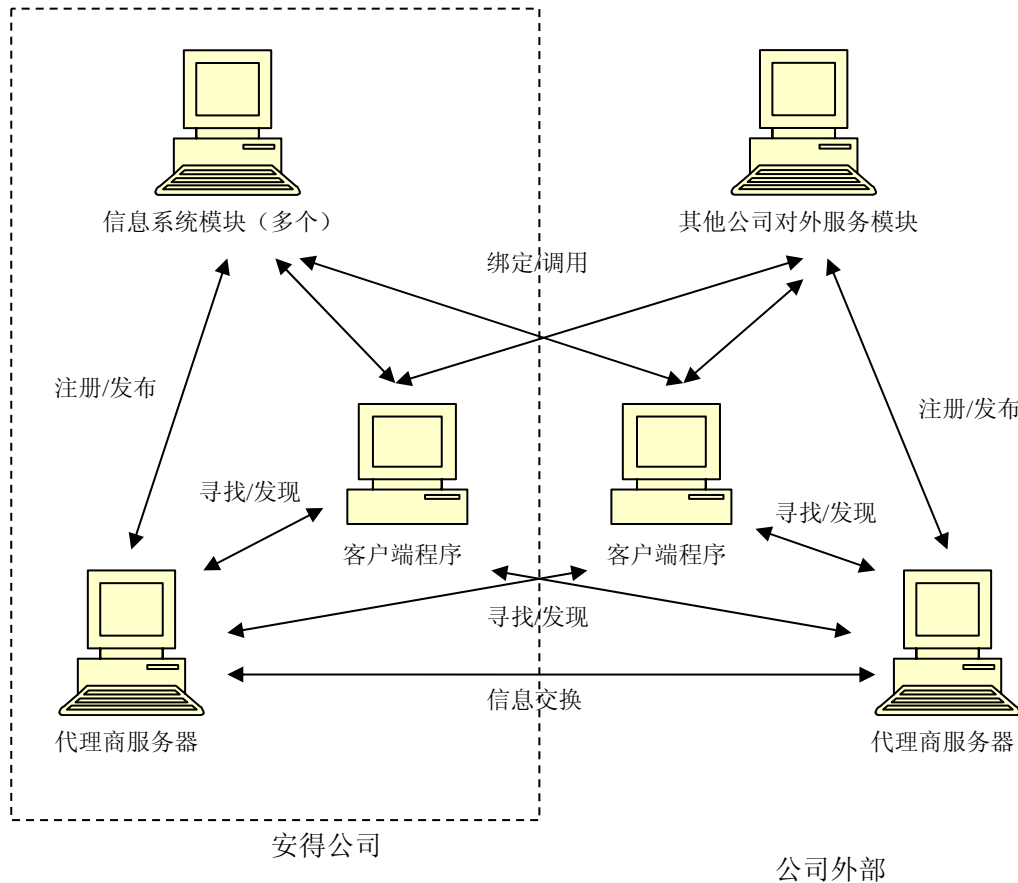 信息系统模块（多个）
其他公司对外服务模块
绑定/调用
注册/发布
注册/发布
寻找/发现
寻找/发现
客户端程序
客户端程序
寻找/发现
信息交换
代理商服务器
代理商服务器
安得公司
公司外部